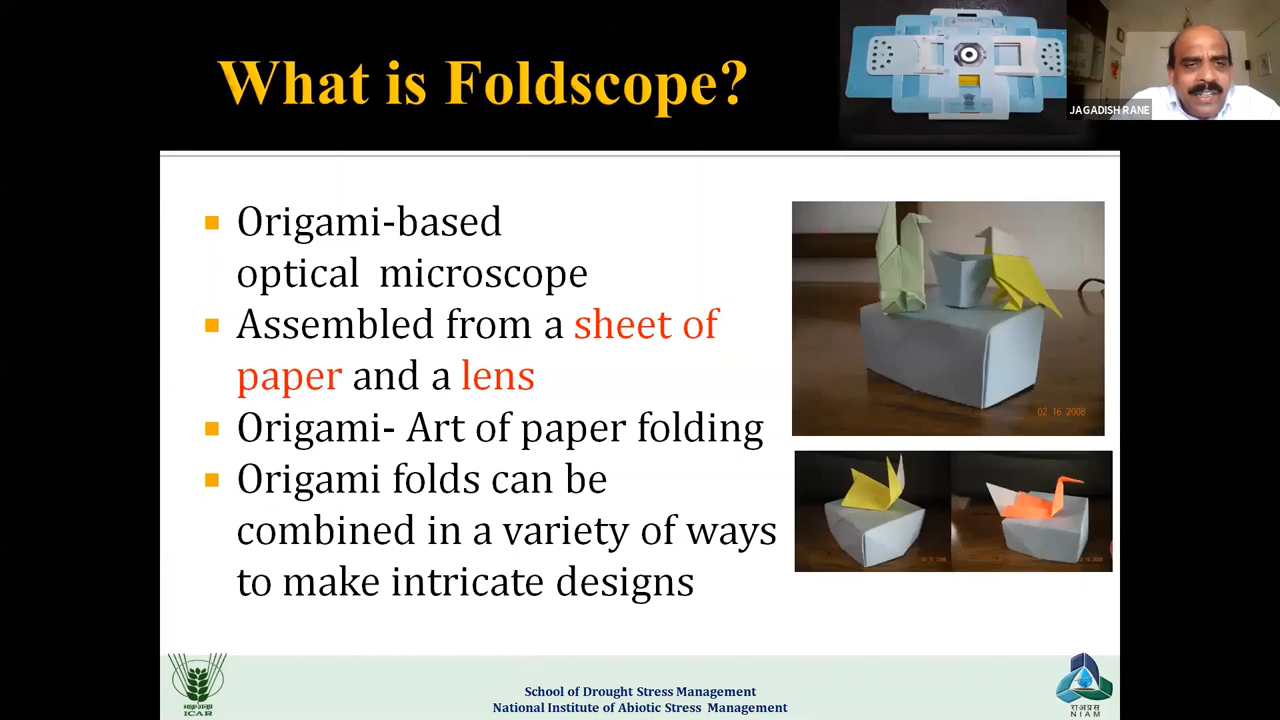 What is Foldscope?
JAGADISH RANE
Origami-based
optical microscope
Assembled from a sheet of
paper and a lens
Origami- Art of paper folding
Origami folds can be
combined in a variety of ways
to make intricate designs
02 16 2008
School of Drought Stress Management
National Institute of Abiotic Stress Management
ICAR
NIAM